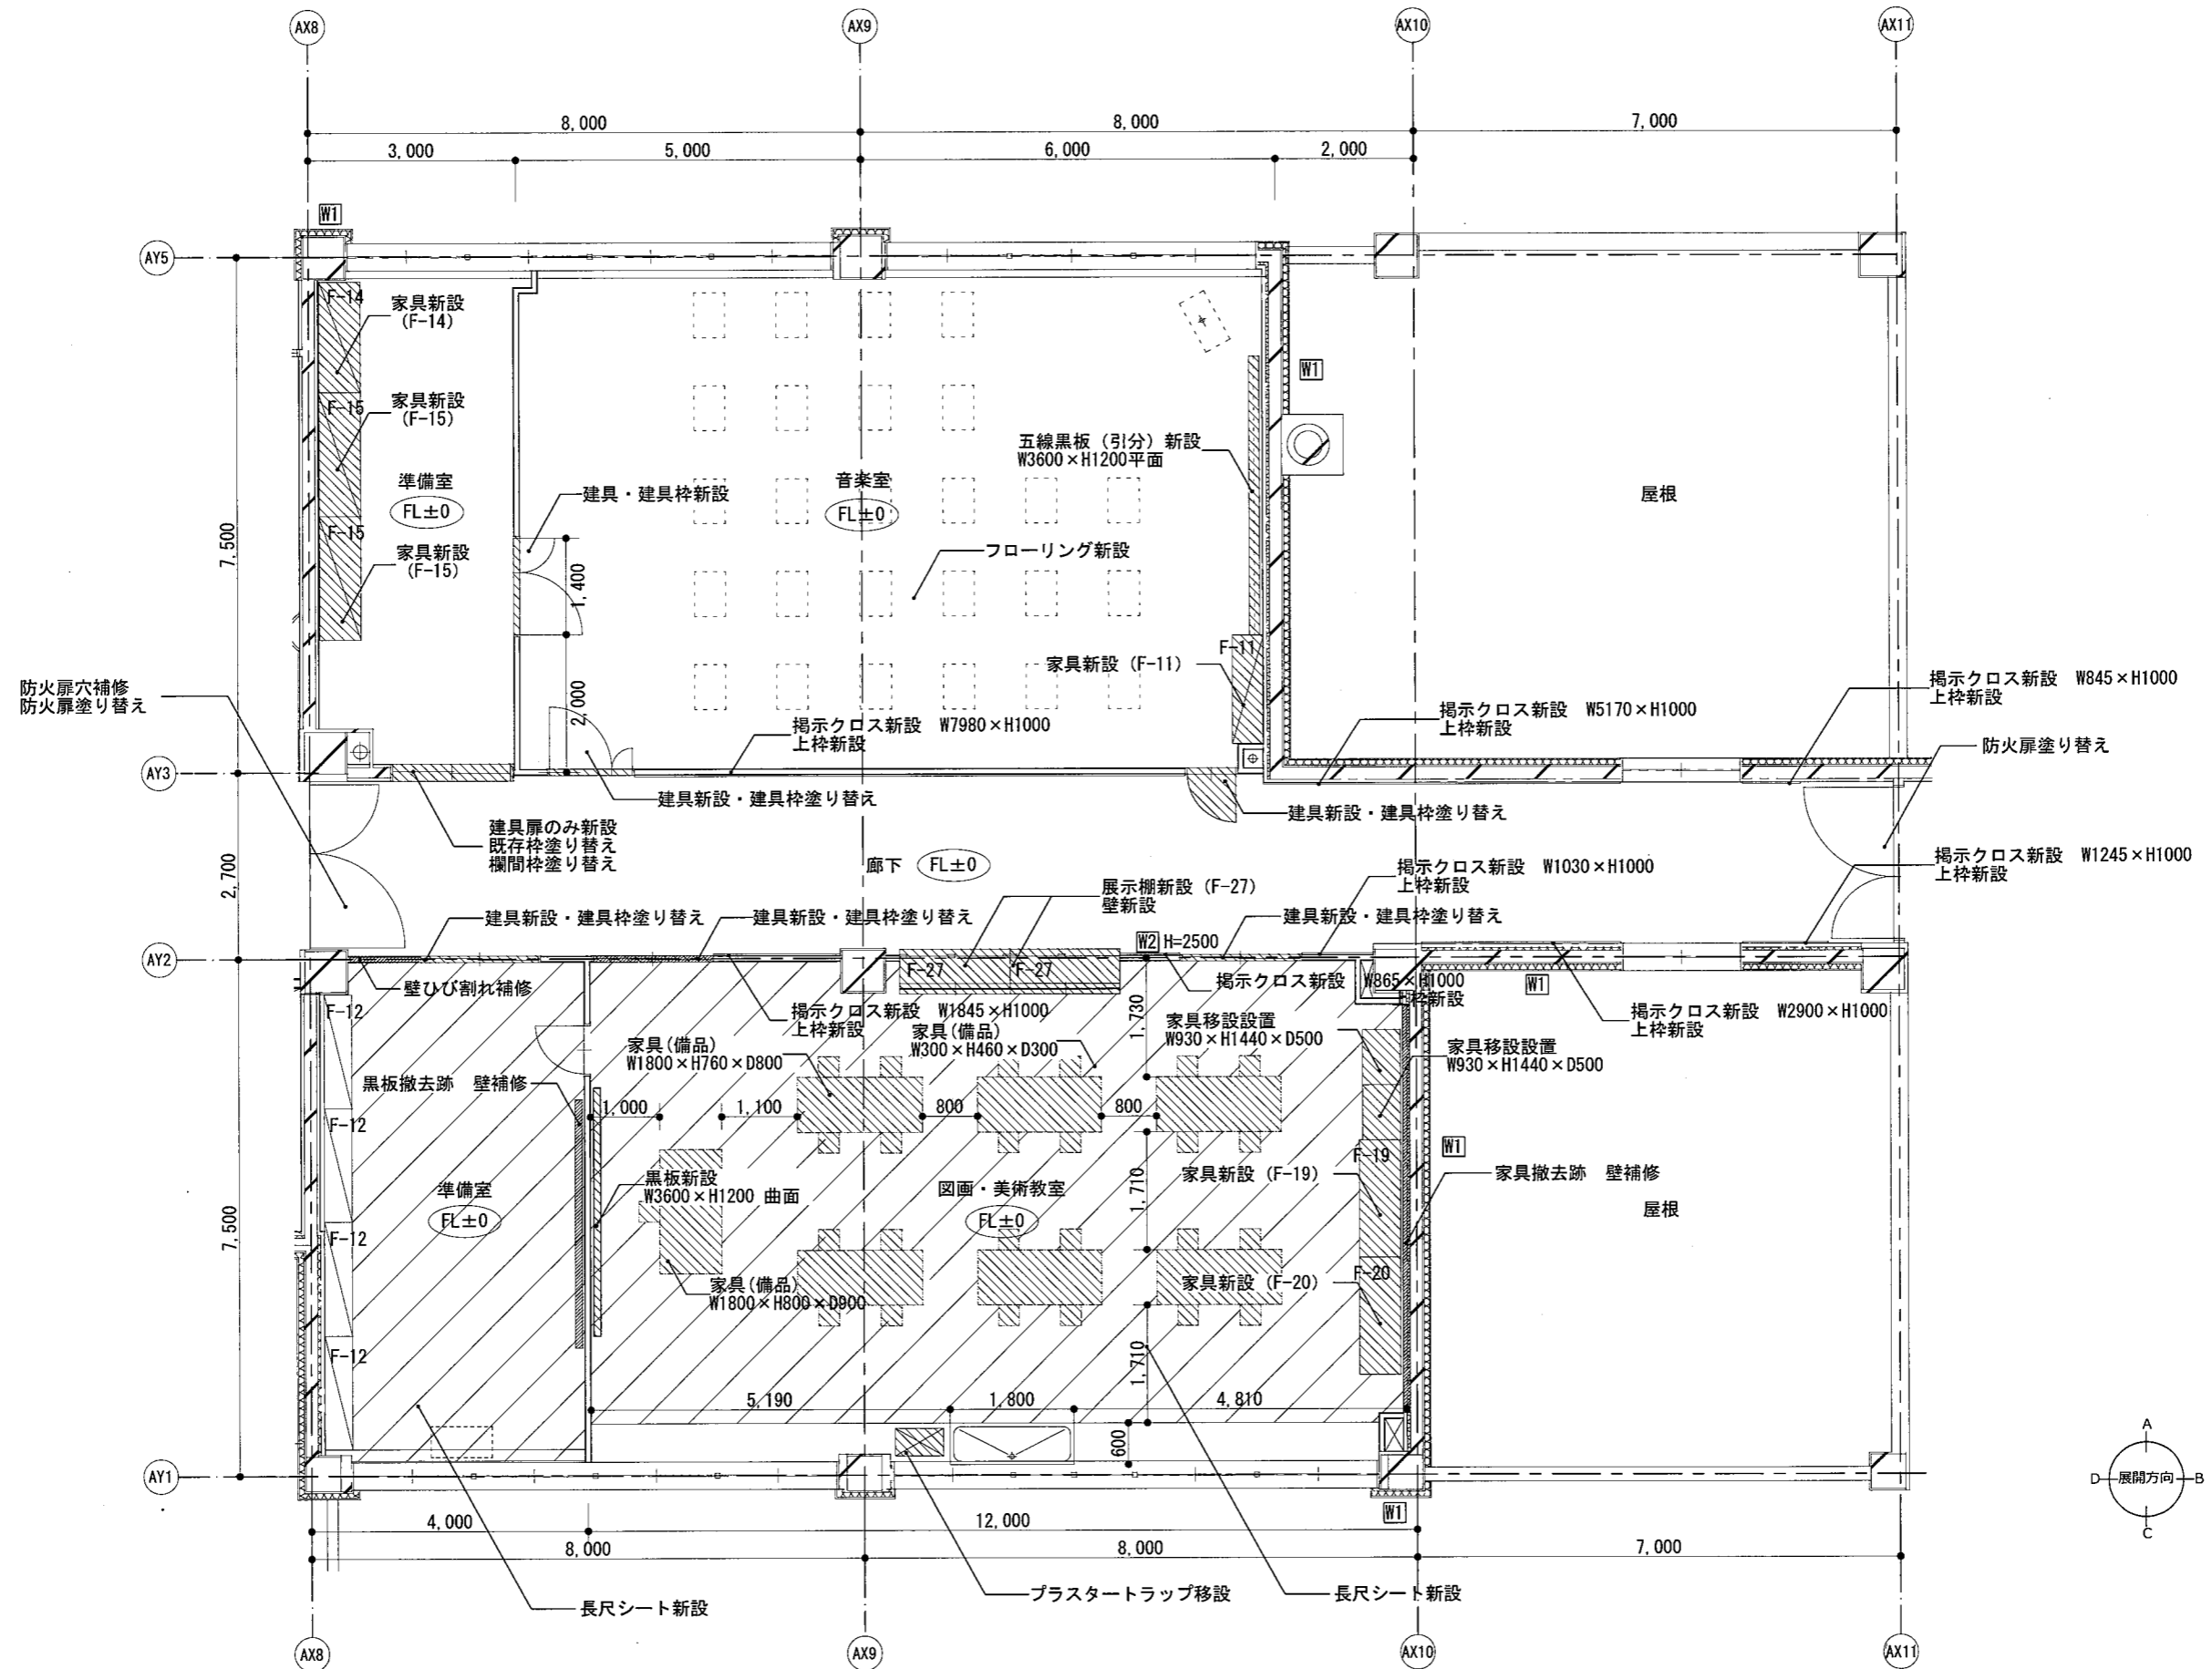 AX8
AX9
AX10
AX11
8,000
8,000
7,000
3,000
5,000
6,000
2,000
W1
AY5
F-14
家具新設
(F-14)
W1
F-15
家具新設
(F-15)
五線黒板（引分）新設
W3600×H1200平面
準備室
FL±0
建具・建具枠新設
音楽室
FL±0
屋根
7,500
F-15
家具新設
(F-15)
フローリング新設
1,400
F-11
家具新設（F-11）
防火扉穴補修
防火扉塗り替え
2,000
掲示クロス新設　W7980×H1000
上枠新設
掲示クロス新設　W5170×H1000
上枠新設
掲示クロス新設　W845×H1000
上枠新設
防火扉塗り替え
AY3
建具新設・建具枠塗り替え
建具新設・建具枠塗り替え
建具扉のみ新設
既存枠塗り替え
欄間枠塗り替え
2,700
廊下
FL±0
展示棚新設（F-27）
壁新設
掲示クロス新設　W1030×H1000
上枠新設
掲示クロス新設　W1245×H1000
上枠新設
建具新設・建具枠塗り替え
建具新設・建具枠塗り替え
建具新設・建具枠塗り替え
W2 H=2500
AY2
F-27
F-27
壁ひび割れ補修
掲示クロス新設　W865×H1000
上枠新設
W1
F-12
掲示クロス新設　W1845×H1000
上枠新設
掲示クロス新設　W2900×H1000
上枠新設
1,730
家具(備品)
W1800×H760×D800
家具(備品)
W300×H460×D300
家具移設設置
W930×H1440×D500
家具移設設置
W930×H1440×D500
黒板撤去跡　壁補修
1,000
1,100
800
800
F-12
W1
F-19
家具新設（F-19）
家具撤去跡　壁補修
黒板新設
W3600×H1200 曲面
1,710
準備室
FL±0
図画・美術教室
FL±0
屋根
7,500
F-12
家具新設（F-20）
F-20
家具(備品)
W1800×H800×D900
F-12
1,710
5,190
1,800
4,810
600
AY1
W1
A
D
展開方向
B
C
4,000
12,000
8,000
8,000
7,000
長尺シート新設
プラスタートラップ移設
長尺シート新設
AX8
AX9
AX10
AX11